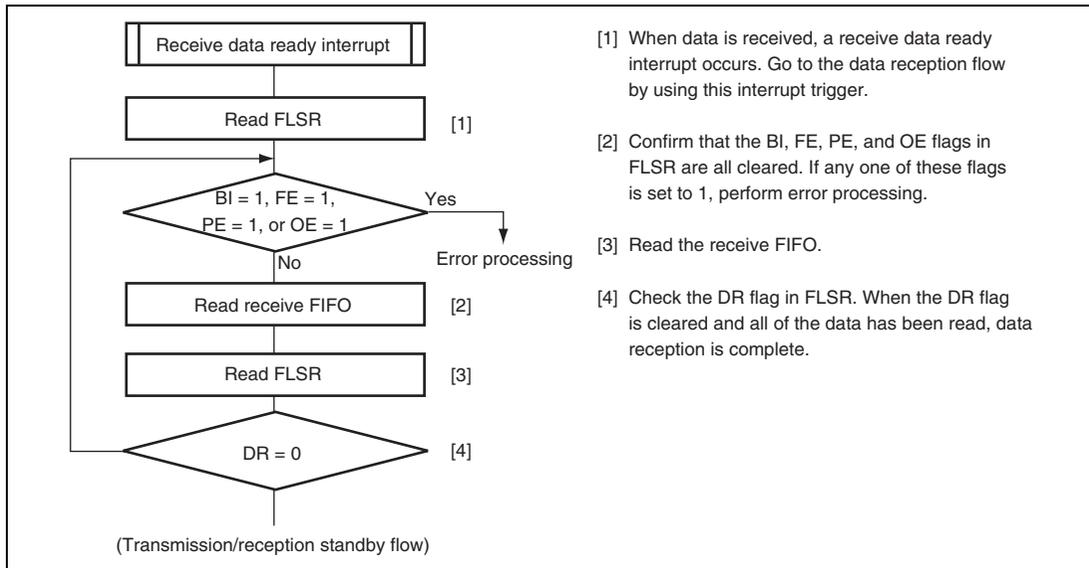 Receive data ready interrupt
Read FLSR
[1]
BI = 1, FE = 1,
PE = 1, or OE = 1
Yes
Error processing
No
Read receive FIFO
[2]
Read FLSR
[3]
DR = 0
[4]
(Transmission/reception standby flow)
[1] When data is received, a receive data ready
interrupt occurs. Go to the data reception flow
by using this interrupt trigger.
[2] Confirm that the BI, FE, PE, and OE flags in
FLSR are all cleared. If any one of these flags
is set to 1, perform error processing.
[3] Read the receive FIFO.
[4] Check the DR flag in FLSR. When the DR flag
is cleared and all of the data has been read, data
reception is complete.